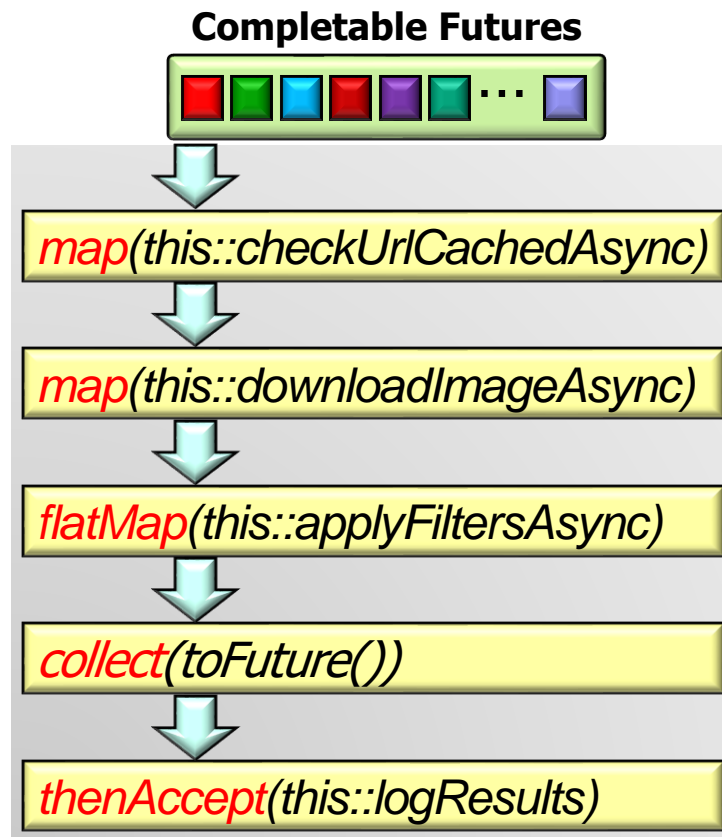 Completable Futures
...
map(this::checkUrlCachedAsync)
map(this::downloadImageAsync)
flatMap(this::applyFiltersAsync)
collect(toFuture())
thenAccept(this::logResults)